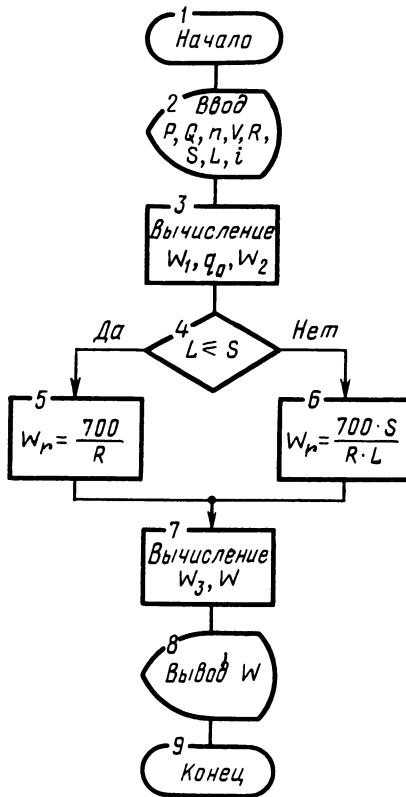 1
Начало
2 Ввод
P, Q, n, V, R,
S, L, i
3
Вычисление
W₁, q₀, W₂
4
Да
L ≤ S
Нет
5
Wᵣ = 700/R
6
Wᵣ = 700·S/R·L
7
Вычисление
W₃, W
8
Вывод W
9
Конец